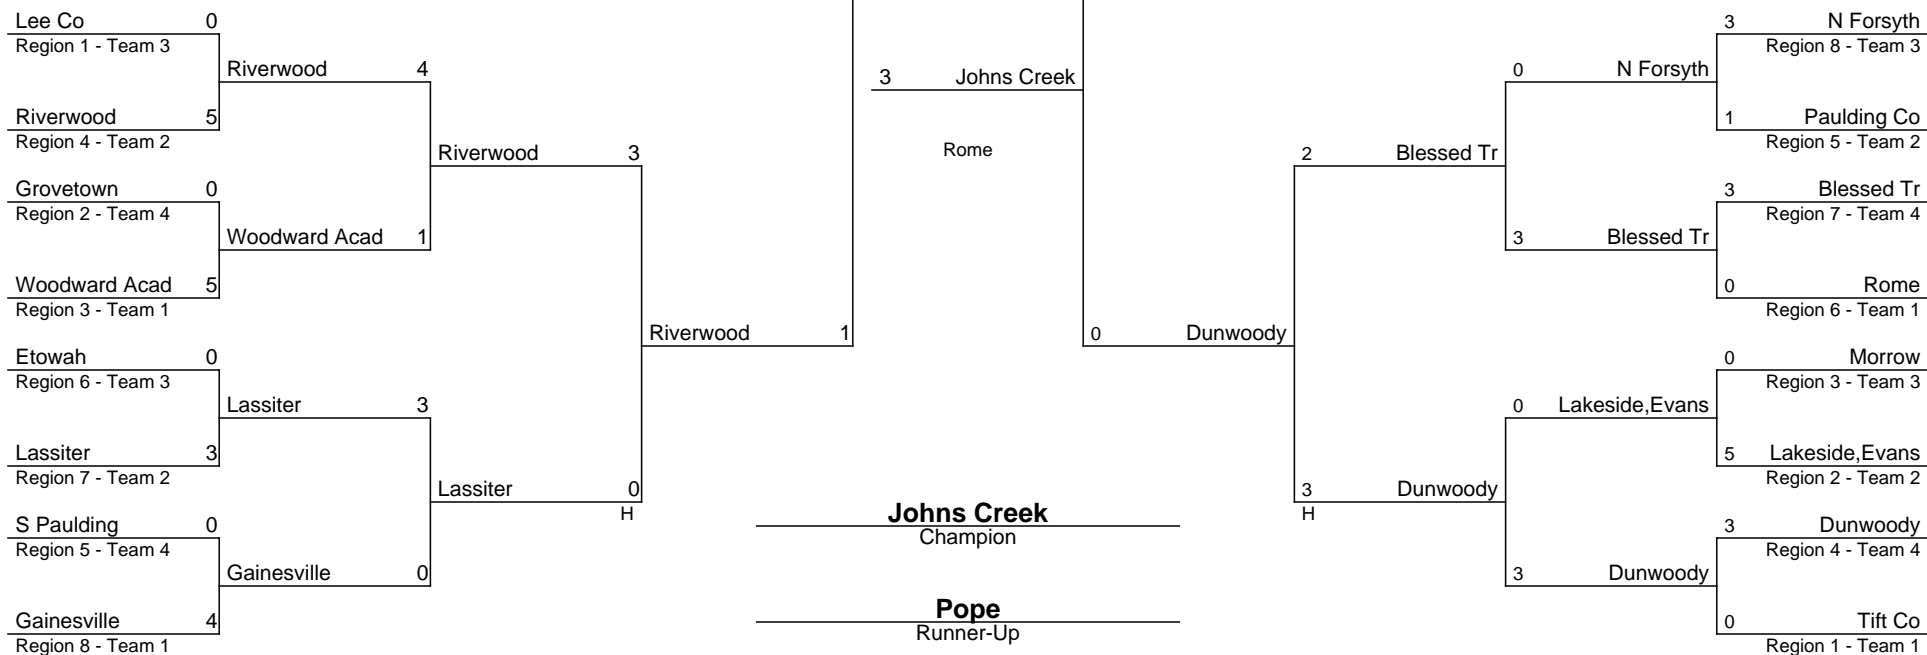 Lee Co 0
Region 1 - Team 3
Riverwood 4
Riverwood 5
Region 4 - Team 2
Riverwood 3
Grovetown 0
Region 2 - Team 4
Woodward Acad 1
Woodward Acad 5
Region 3 - Team 1
Riverwood 1
Etowah 0
Region 6 - Team 3
Lassiter 3
Lassiter 3
Region 7 - Team 2
Lassiter 0
H
S Paulding 0
Region 5 - Team 4
Gainesville 0
Gainesville 4
Region 8 - Team 1
3 Johns Creek
Rome
Johns Creek
Champion
Pope
Runner-Up
3 N Forsyth
Region 8 - Team 3
0 N Forsyth
1 Paulding Co
Region 5 - Team 2
2 Blessed Tr
3 Blessed Tr
Region 7 - Team 4
3 Blessed Tr
0 Rome
Region 6 - Team 1
0 Dunwoody
0 Morrow
Region 3 - Team 3
0 Lakeside,Evans
5 Lakeside,Evans
Region 2 - Team 2
3 Dunwoody
H
3 Dunwoody
Region 4 - Team 4
3 Dunwoody
0 Tift Co
Region 1 - Team 1